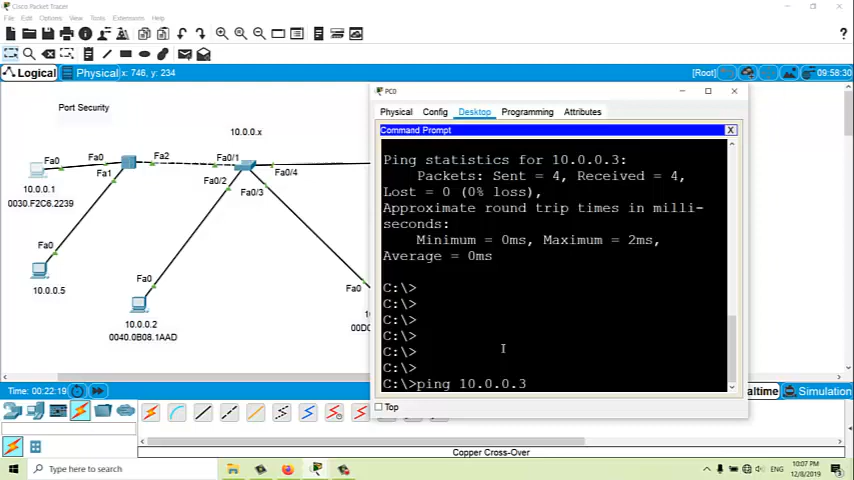 Cisco Packet Tracer
File Edit View Tools Extensions Help
Logical
Physical
x: 746, y: 234
[Root]
09:58:30
Port Security
10.0.0.x
Fa0
Fa0
Fa2
Fa0/1
Fa0/4
Fa1
Fa0/2
Fa0/3
10.0.0.1
0030.F2C6.2239
Fa0
10.0.0.5
Fa0
Fa0
10.0.0.2
0040.0B08.1AAD
1
00D0
PC0
Physical Config Desktop Programming Attributes
Command Prompt
X
Ping statistics for 10.0.0.3:
Packets: Sent = 4, Received = 4,
Lost = 0 (0% loss),
Approximate round trip times in milli-
seconds:
Minimum = 0ms, Maximum = 2ms,
Average = 0ms
C:\>
C:\>
C:\>
C:\>
C:\>
C:\>
C:\>ping 10.0.0.3
Top
Time: 00:22:19
ealtime
Simulation
Copper Cross-Over
Type here to search
ENG
10:07 PM
12/8/2019